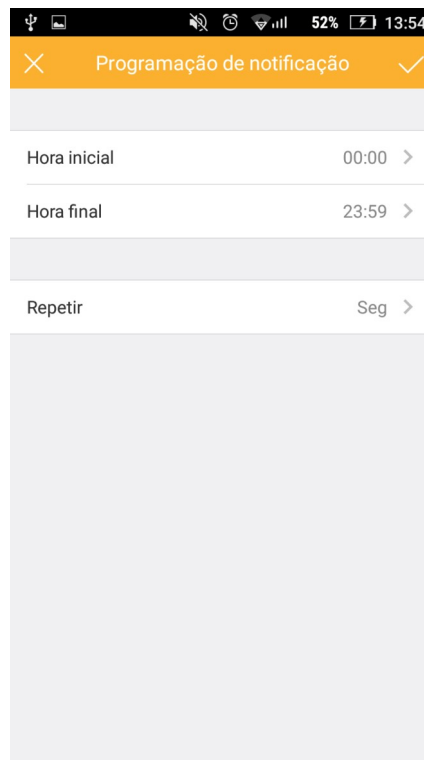 52% 13:54
Programação de notificação
Hora inicial 00:00
Hora final 23:59
Repetir Seg